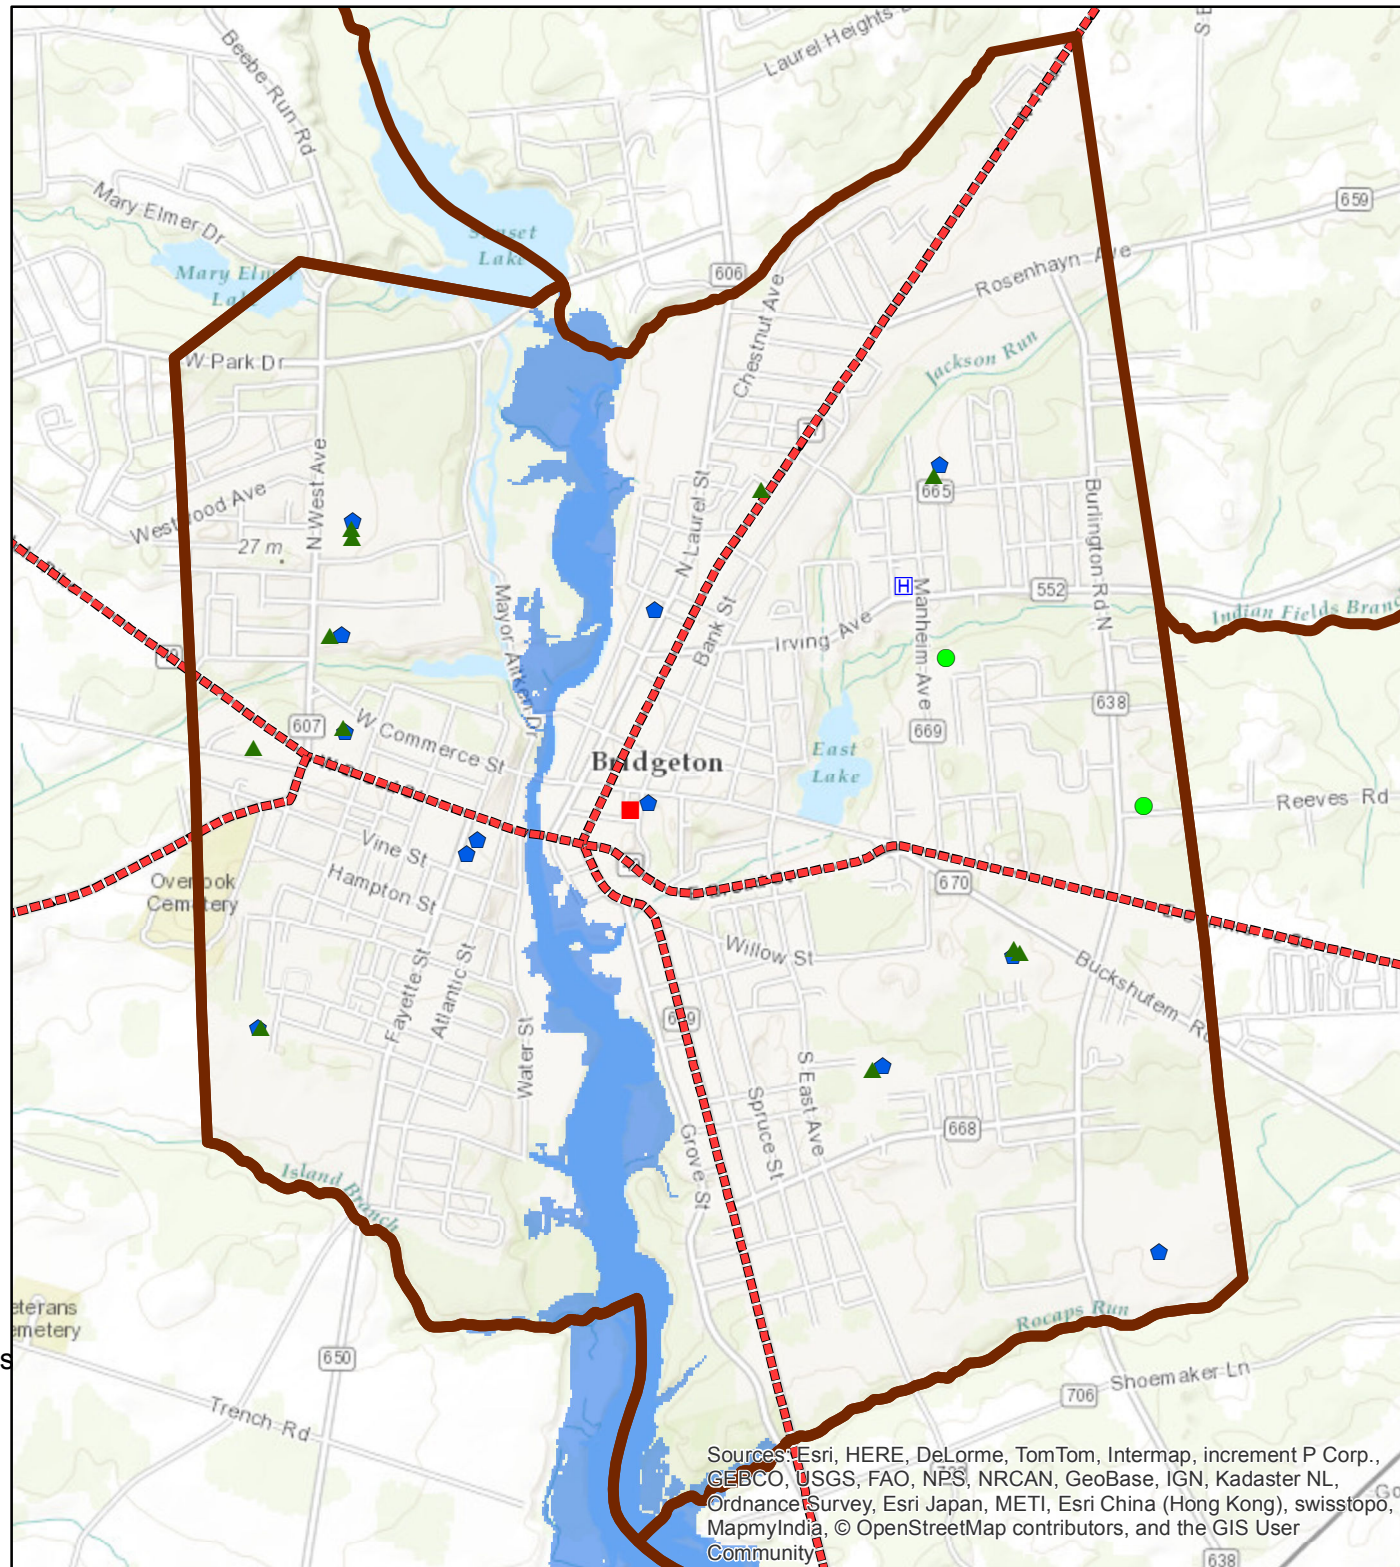 Laurel Heights
Beebe-Run-Rd
Mary Elmer Dr
659
Sunset
Lake
Mary Elmer
Lake
606
Rosenhayn Ave
W Park Dr
Chestnut Ave
Jackson Run
N West Ave
Westwood Ave
27 m
N Laurel St
665
Burlington Rd N
H
552
Indian Fields Branch
Mayor Aitken Dr
Bank St
Irving Ave
Manheim-Ave
638
607
W Commerce St
669
Bridgeton
East
Lake
Reeves Rd
Vine St
Hampton St
Overlook
Cemetery
670
Willow St
Buckshutem-Rd
Fayette St
Atlantic St
Water St
S East Ave
Spruce St
Grove St
668
Island Branch
Rocaps Run
eterans
emetery
s
650
706
Shoemaker Ln
Trench Rd
Sources: Esri, HERE, DeLorme, TomTom, Intermap, increment P Corp.,
GEBCO, USGS, FAO, NPS, NRCAN, GeoBase, IGN, Kadaster NL,
Ordnance Survey, Esri Japan, METI, Esri China (Hong Kong), swisstopo,
MapmyIndia, © OpenStreetMap contributors, and the GIS User
Community
638